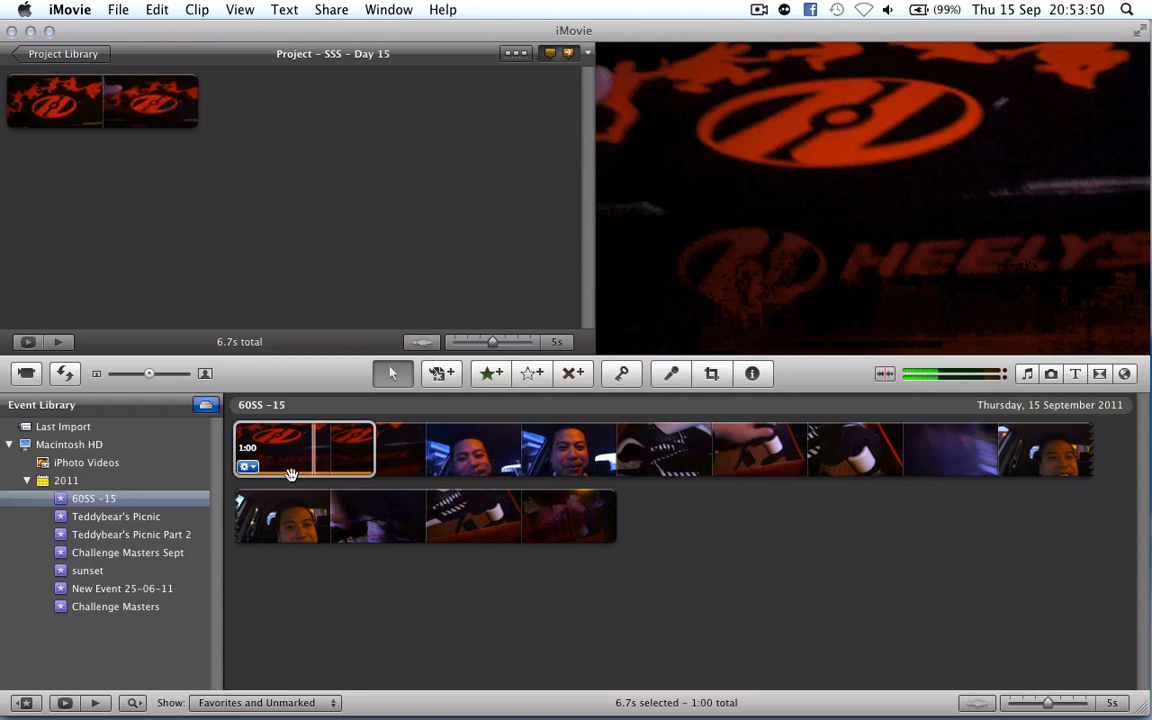 iMovie File Edit Clip View Text Share Window Help (99%) Thu 15 Sep 20:53:50
iMovie
Project Library Project - SSS - Day 15
HEELYS
6.7s total 5s
Event Library 60SS -15 Thursday, 15 September 2011
Last Import
Macintosh HD
1:00
iPhoto Videos
2011
60SS -15
Teddybear's Picnic
Teddybear's Picnic Part 2
Challenge Masters Sept
sunset
New Event 25-06-11
Challenge Masters
Show: Favorites and Unmarked 6.7s selected - 1:00 total 5s